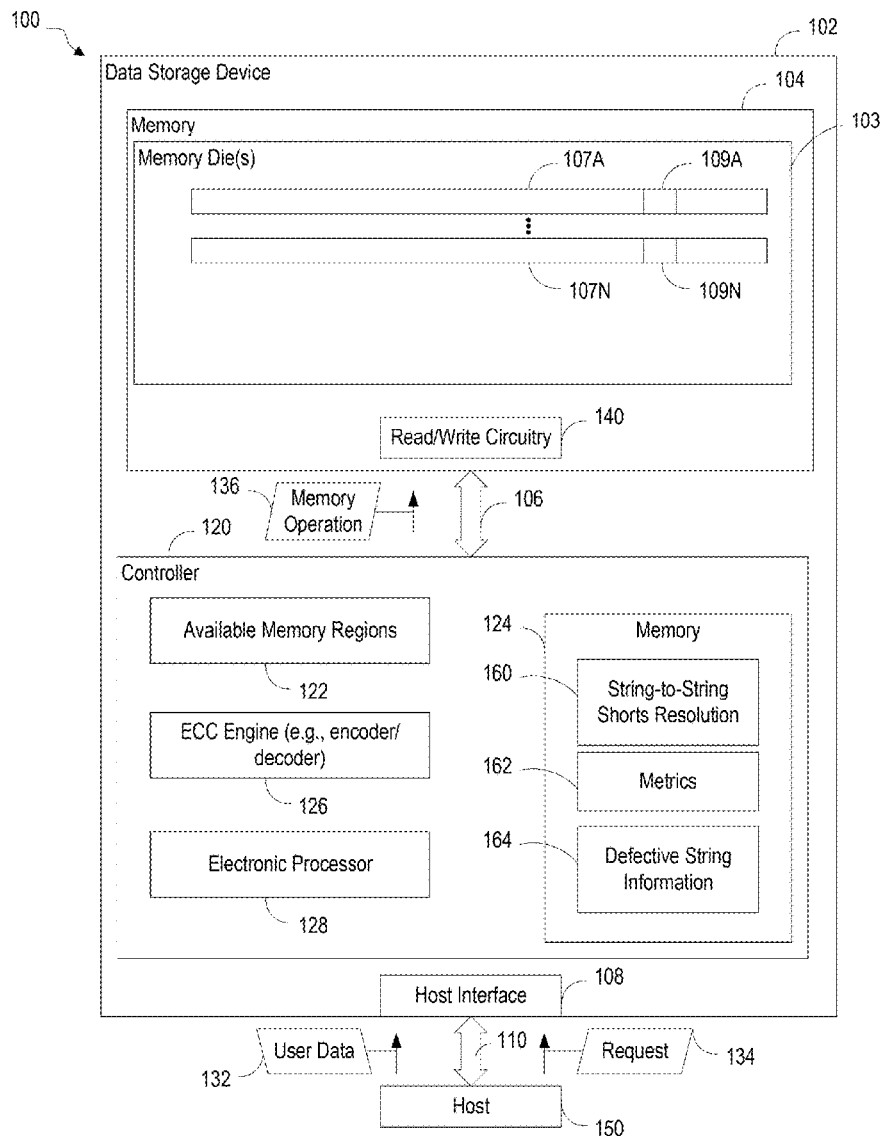 100
102
Data Storage Device
104
Memory
103
Memory Die(s)
107A
109A
107N
109N
Read/Write Circuitry
140
136
Memory
Operation
106
120
Controller
Available Memory Regions
122
ECC Engine (e.g., encoder/
decoder)
126
Electronic Processor
128
124
Memory
160
String-to-String
Shorts Resolution
162
Metrics
164
Defective String
Information
Host Interface
108
User Data
132
110
Request
134
Host
150